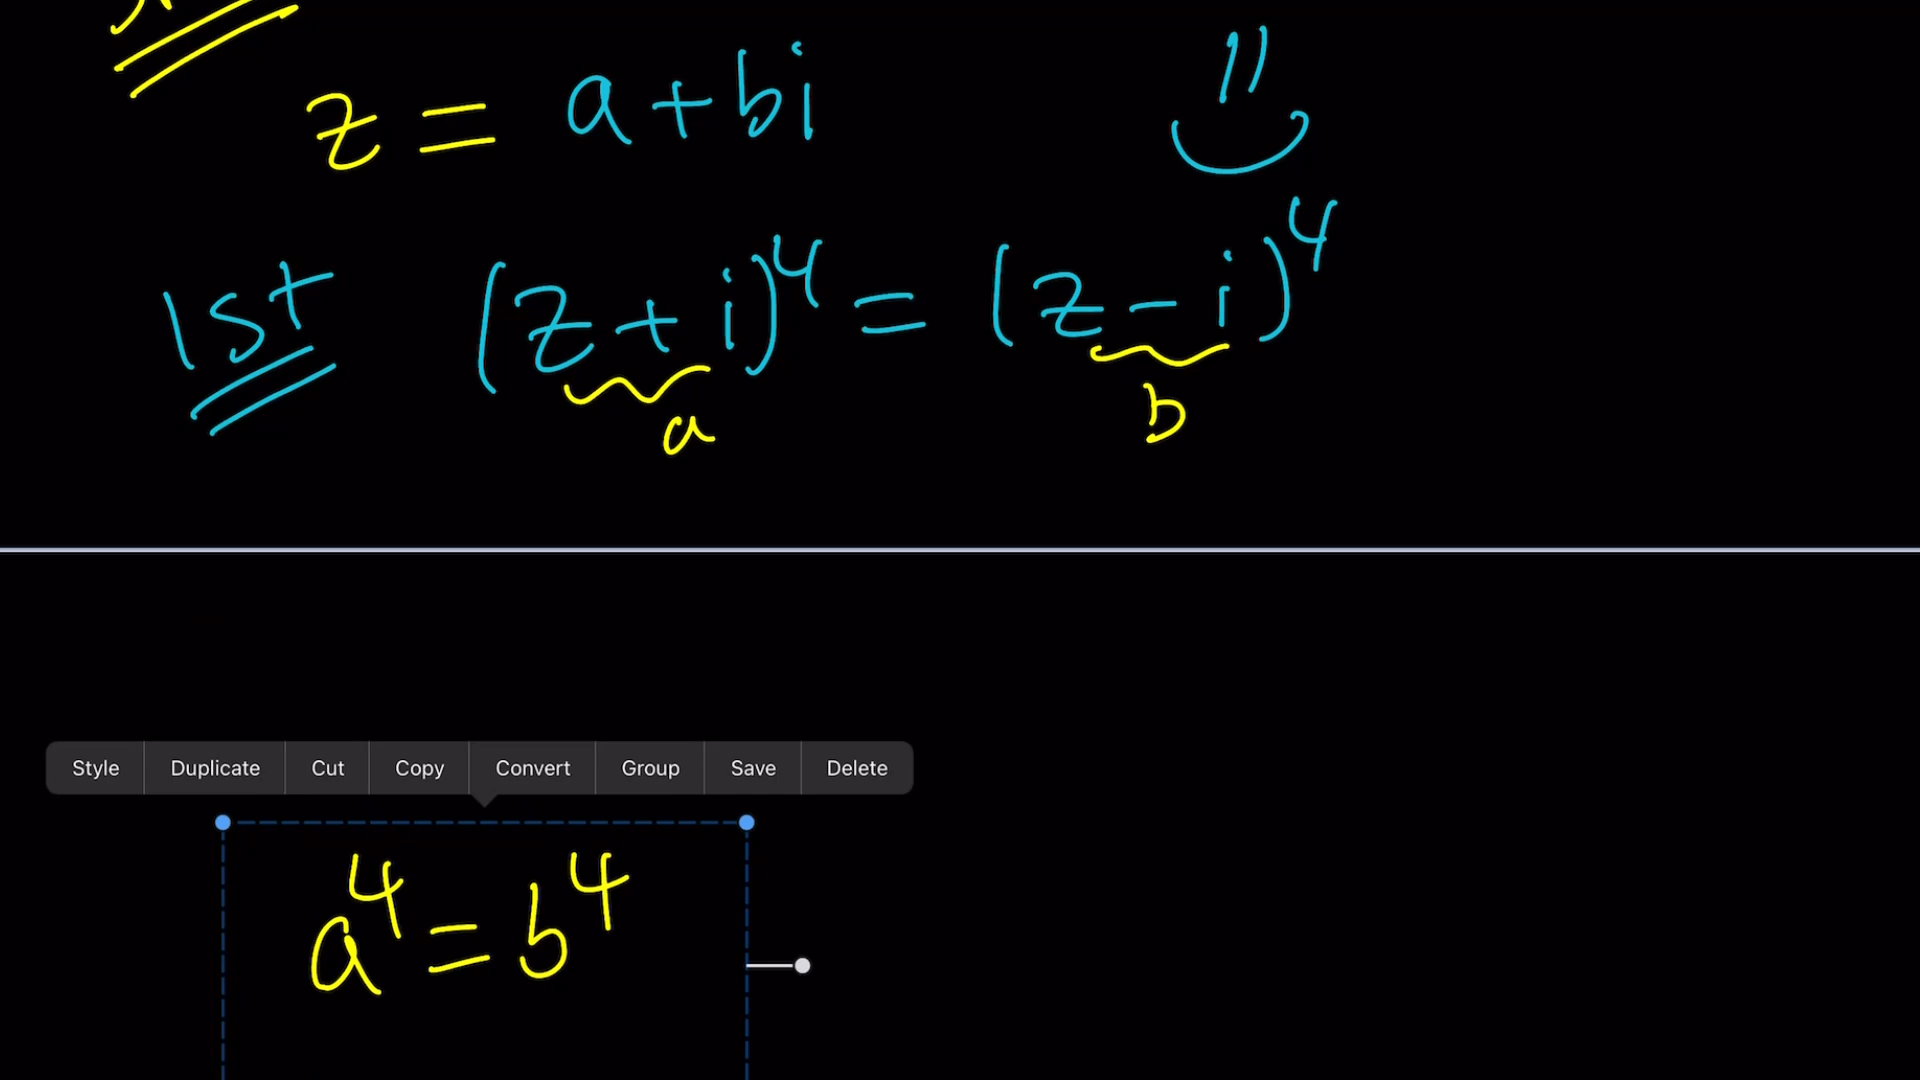 z = a+bi
1st (z+i)⁴ = (z-i)⁴
a b
Style Duplicate Cut Copy Convert Group Save Delete
a⁴ = b⁴